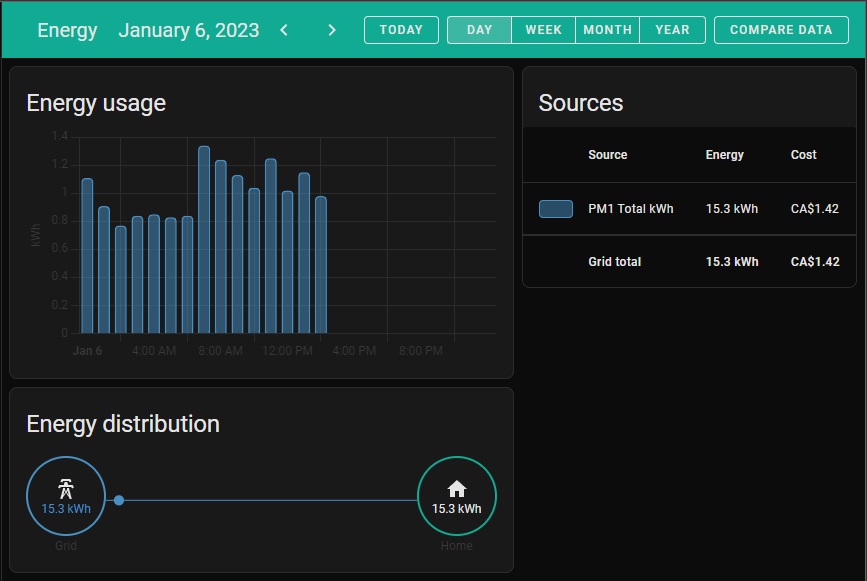 Energy January 6, 2023 TODAY DAY WEEK MONTH YEAR COMPARE DATA
Energy usage
1.4
1.2
1
0.8
0.6
0.4
0.2
0
kWh
Jan 6 4:00 AM 8:00 AM 12:00 PM 4:00 PM 8:00 PM
Sources
Source Energy Cost
PM1 Total kWh 15.3 kWh CA$1.42
Grid total 15.3 kWh CA$1.42
Energy distribution
15.3 kWh 15.3 kWh
Grid Home